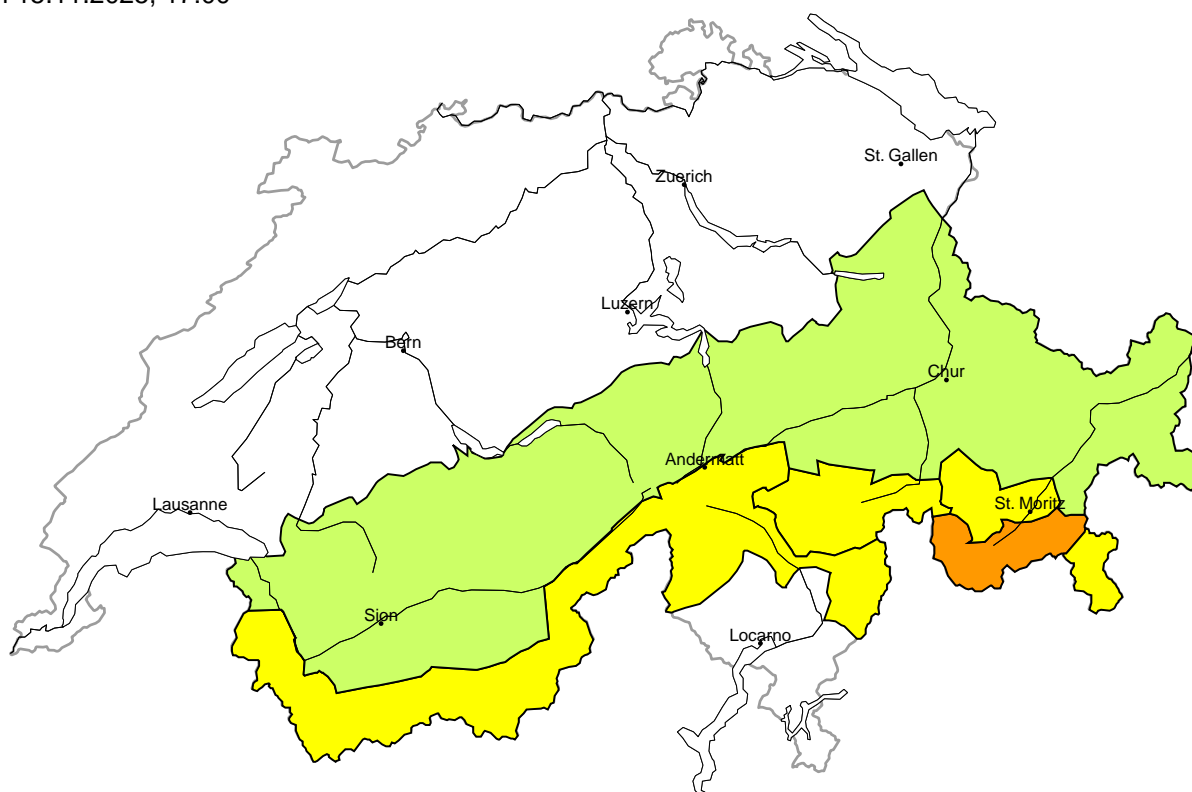 St. Gallen
Zuerich
Luzern
Bern
Chur
Andermatt
Lausanne
St. Moritz
Sion
Locarno